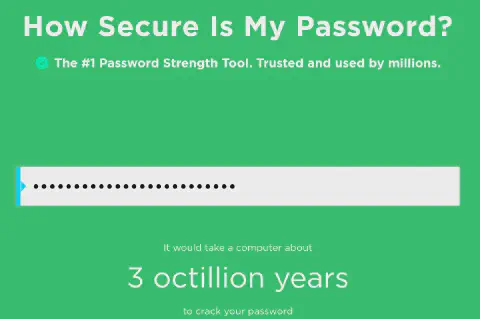 How Secure Is My Password?
The #1 Password Strength Tool. Trusted and used by millions.
•••••••••••••••••••••••••
It would take a computer about
3 octillion years
to crack your password